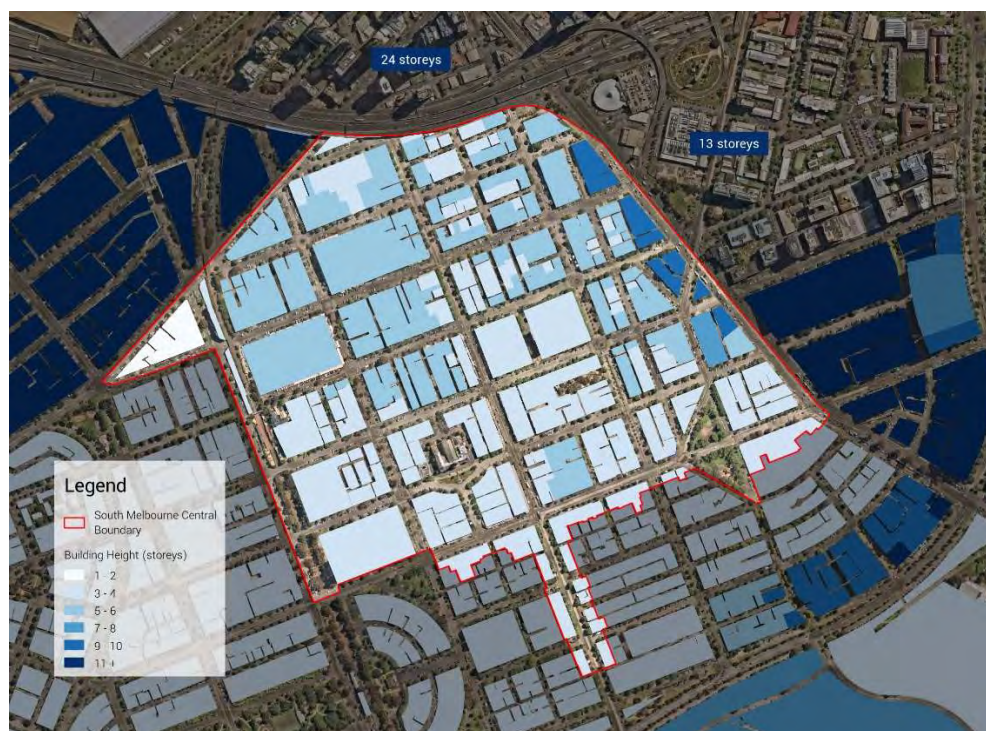 24 storeys
13 storeys
Legend
South Melbourne Central
Boundary
Building Height (storeys)
1 - 2
3 - 4
5 - 6
7 - 8
9 - 10
11 +